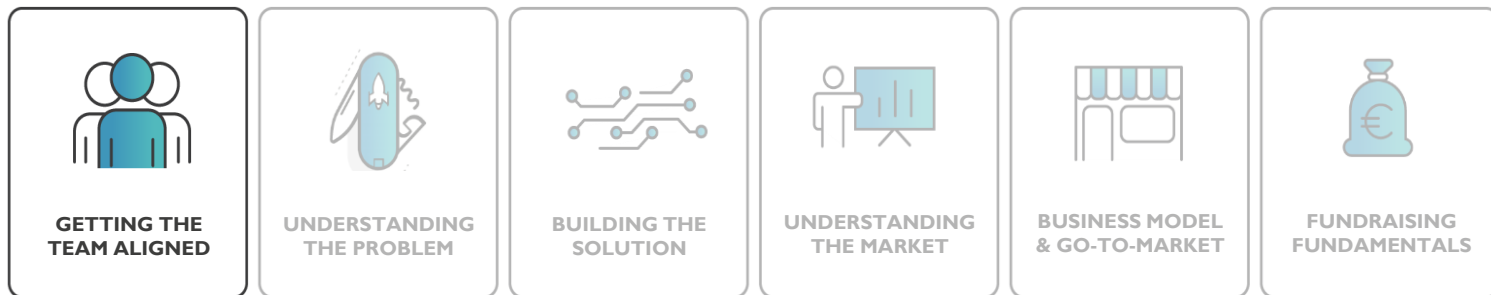 GETTING THE
TEAM ALIGNED
UNDERSTANDING
THE PROBLEM
BUILDING THE
SOLUTION
UNDERSTANDING
THE MARKET
BUSINESS MODEL
& GO-TO-MARKET
€
FUNDRAISING
FUNDAMENTALS